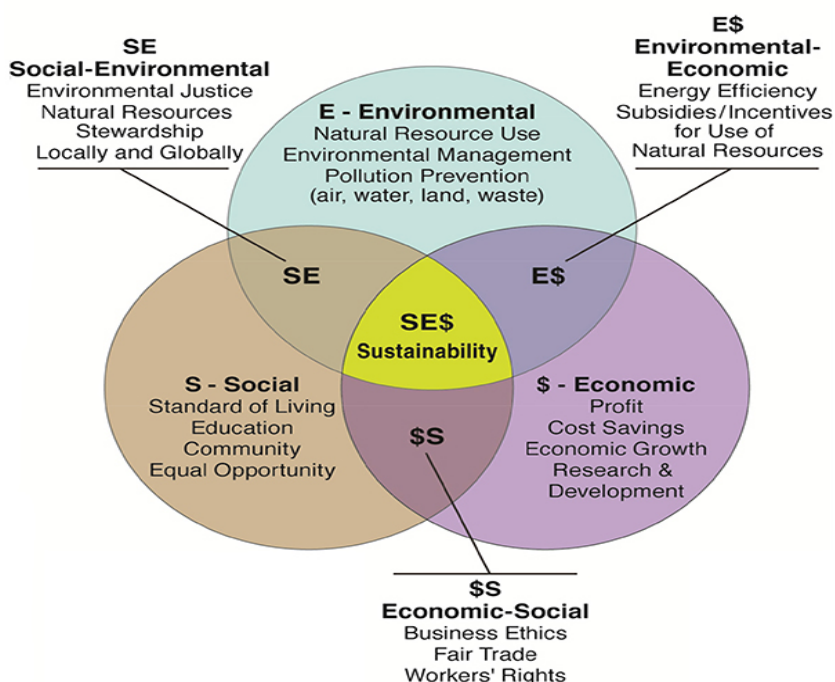 SE
Social-Environmental
Environmental Justice
Natural Resources
Stewardship
Locally and Globally
E$
Environmental-
Economic
Energy Efficiency
Subsidies/Incentives
for Use of
Natural Resources
E - Environmental
Natural Resource Use
Environmental Management
Pollution Prevention
(air, water, land, waste)
SE
E$
SE$
Sustainability
S - Social
Standard of Living
Education
Community
Equal Opportunity
$ - Economic
Profit
Cost Savings
Economic Growth
Research &
Development
$S
$S
Economic-Social
Business Ethics
Fair Trade
Workers' Rights